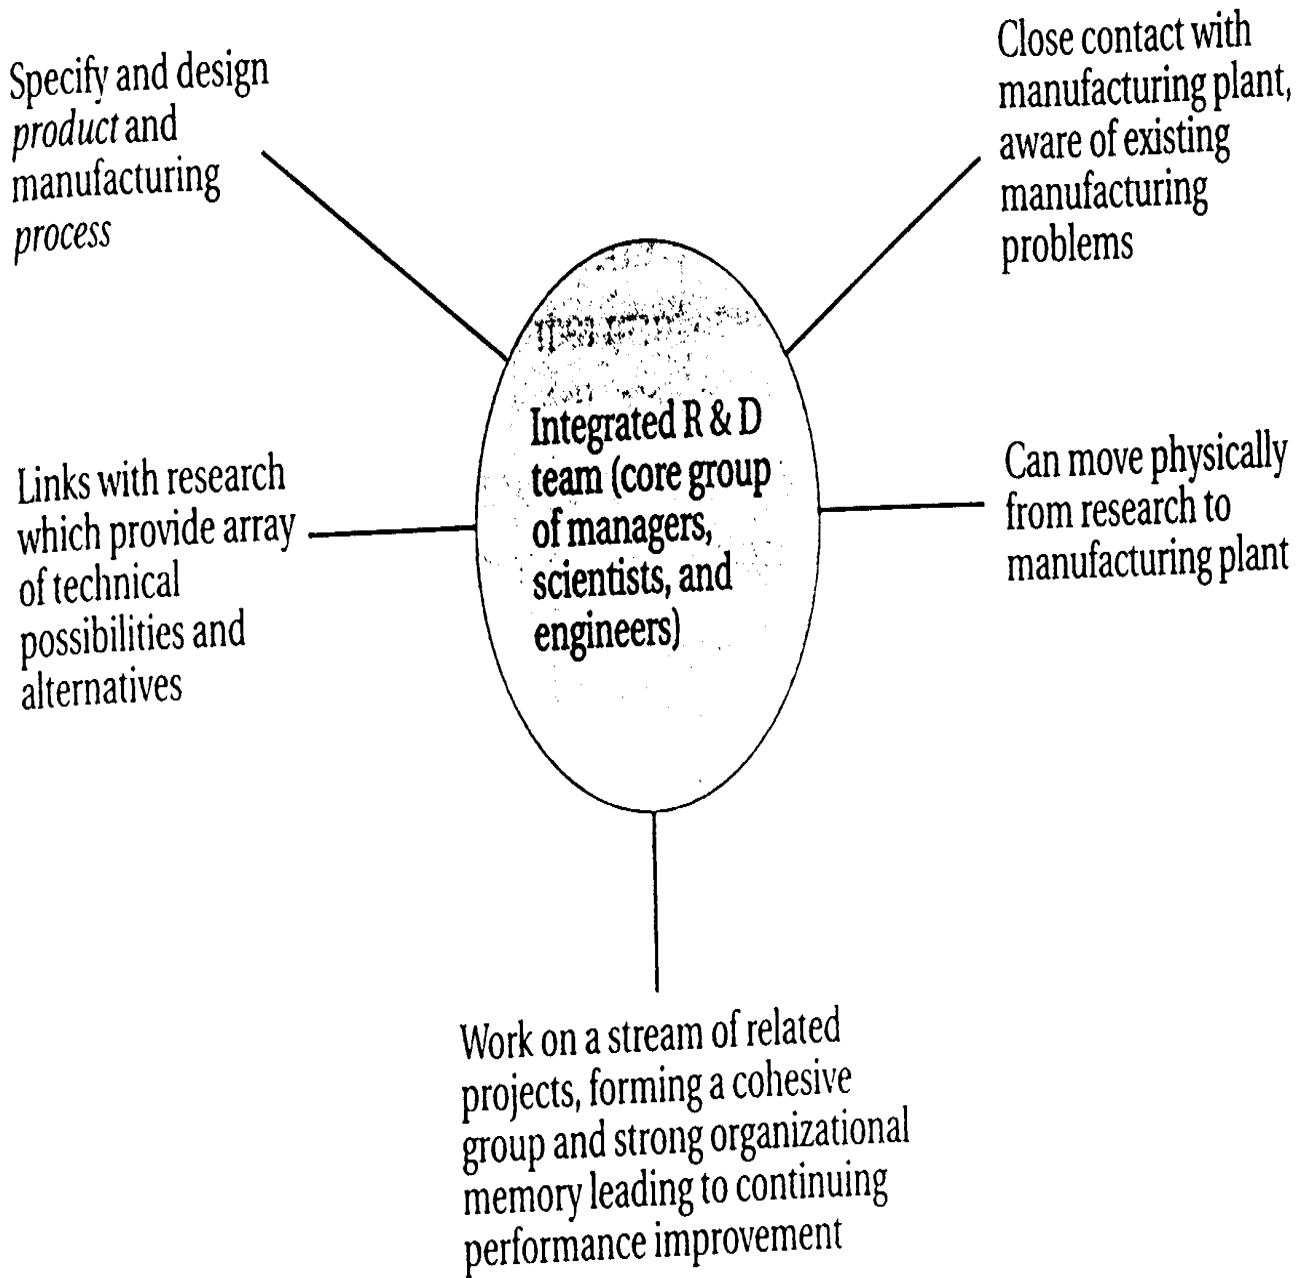 Specify and design
product and
manufacturing
process
Close contact with
manufacturing plant,
aware of existing
manufacturing
problems
Integrated R & D
team (core group
of managers,
scientists, and
engineers)
Links with research
which provide array
of technical
possibilities and
alternatives
Can move physically
from research to
manufacturing plant
Work on a stream of related
projects, forming a cohesive
group and strong organizational
memory leading to continuing
performance improvement